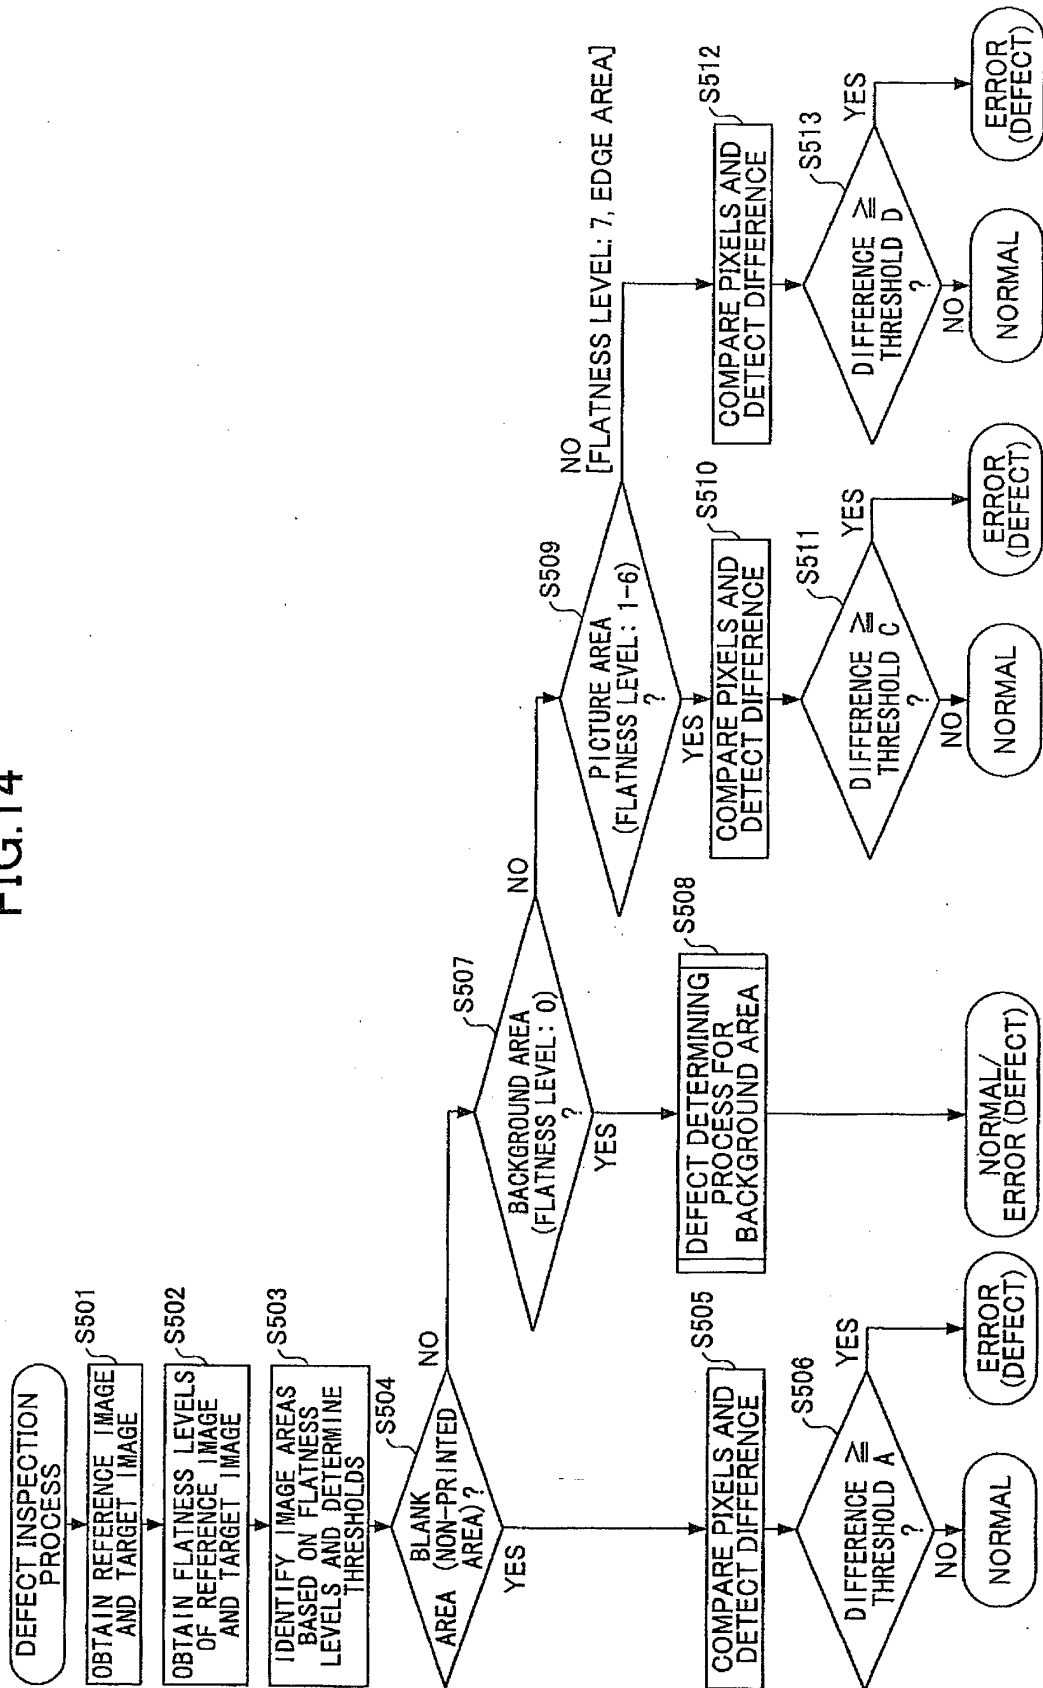 FIG.14
DEFECT INSPECTION
PROCESS
S501
OBTAIN REFERENCE IMAGE
AND TARGET IMAGE
S502
OBTAIN FLATNESS LEVELS
OF REFERENCE IMAGE
AND TARGET IMAGE
S503
IDENTIFY IMAGE AREAS
BASED ON FLATNESS
LEVELS AND DETERMINE
THRESHOLDS
S504
BLANK
AREA (NON-PRINTED
AREA)?
NO
YES
S505
COMPARE PIXELS AND
DETECT DIFFERENCE
S506
DIFFERENCE ≧
THRESHOLD A
?
YES
NO
NORMAL
ERROR
(DEFECT)
S507
BACKGROUND AREA
(FLATNESS LEVEL: 0)
?
NO
YES
S508
DEFECT DETERMINING
PROCESS FOR
BACKGROUND AREA
NORMAL/
ERROR (DEFECT)
S509
PICTURE AREA
(FLATNESS LEVEL: 1-6)
?
NO
[FLATNESS LEVEL: 7, EDGE AREA]
YES
S510
COMPARE PIXELS AND
DETECT DIFFERENCE
S511
DIFFERENCE ≧
THRESHOLD C
?
YES
NO
NORMAL
ERROR
(DEFECT)
S512
COMPARE PIXELS AND
DETECT DIFFERENCE
S513
DIFFERENCE ≧
THRESHOLD D
?
YES
NO
NORMAL
ERROR
(DEFECT)